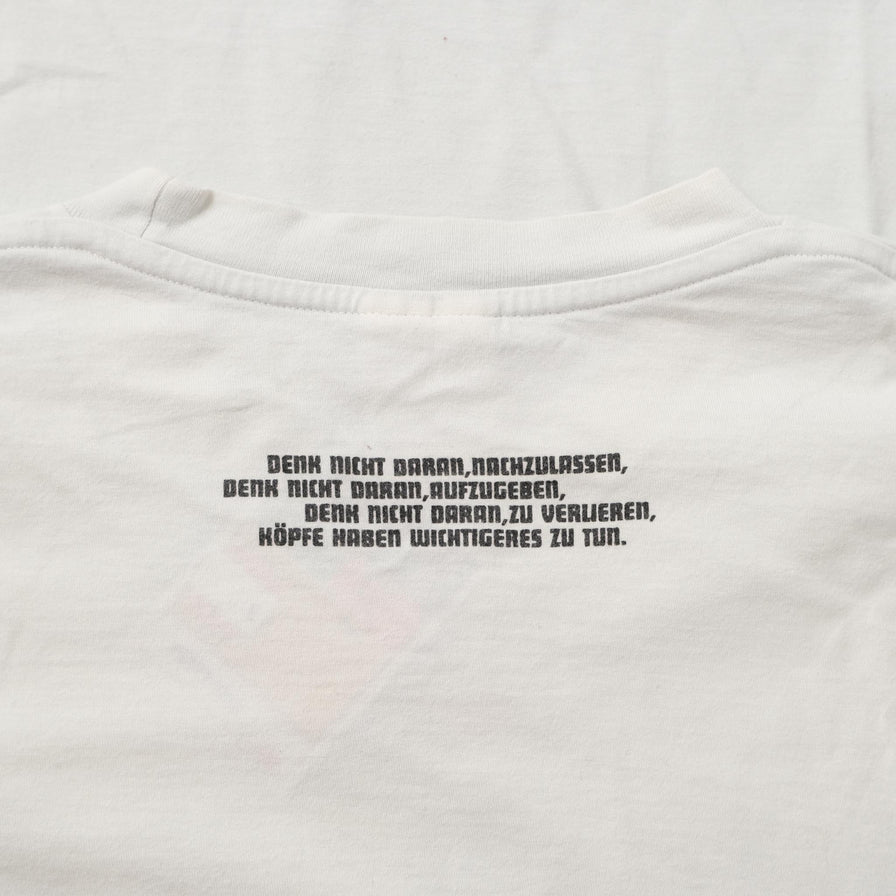 DENK NICHT DARAN,NACHZULASSEN,
DENK NICHT DARAN,AUFZUGEBEN,
DENK NICHT DARAN,ZU VERLIEREN,
KÖPFE HABEN WICHTIGERES ZU TUN.